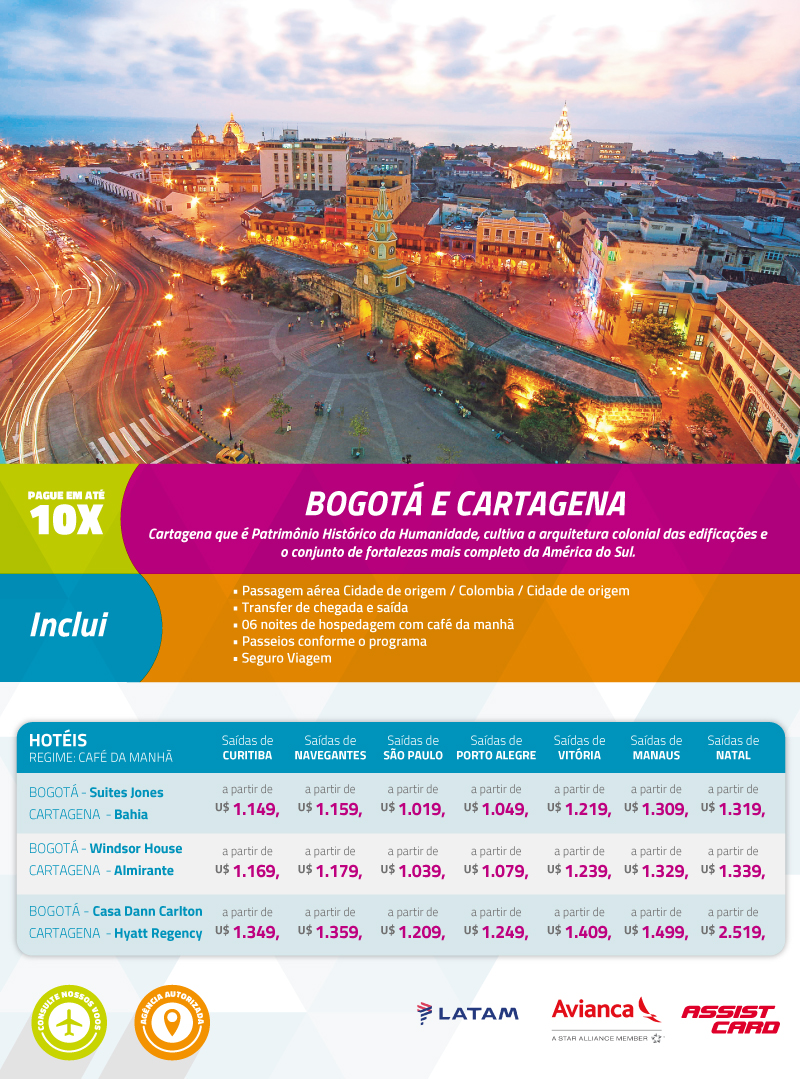 PAGUE EM ATÉ
10X
BOGOTÁ E CARTAGENA
Cartagena que é Patrimônio Histórico da Humanidade, cultiva a arquitetura colonial das edificações e
o conjunto de fortalezas mais completo da América do Sul.
Inclui
• Passagem aérea Cidade de origem / Colombia / Cidade de origem
• Transfer de chegada e saída
• 06 noites de hospedagem com café da manhã
• Passeios conforme o programa
• Seguro Viagem
HOTÉIS
REGIME: CAFÉ DA MANHÃ
Saídas de CURITIBA
Saídas de NAVEGANTES
Saídas de SÃO PAULO
Saídas de PORTO ALEGRE
Saídas de VITÓRIA
Saídas de MANAUS
Saídas de NATAL
BOGOTÁ - Suites Jones
CARTAGENA - Bahia
a partir de U$ 1.149,
a partir de U$ 1.159,
a partir de U$ 1.019,
a partir de U$ 1.049,
a partir de U$ 1.219,
a partir de U$ 1.309,
a partir de U$ 1.319,
BOGOTÁ - Windsor House
CARTAGENA - Almirante
a partir de U$ 1.169,
a partir de U$ 1.179,
a partir de U$ 1.039,
a partir de U$ 1.079,
a partir de U$ 1.239,
a partir de U$ 1.329,
a partir de U$ 1.339,
BOGOTÁ - Casa Dann Carlton
CARTAGENA - Hyatt Regency
a partir de U$ 1.349,
a partir de U$ 1.359,
a partir de U$ 1.209,
a partir de U$ 1.249,
a partir de U$ 1.409,
a partir de U$ 1.499,
a partir de U$ 2.519,
CONSULTE NOSSOS VOOS
AGÊNCIA AUTORIZADA
LATAM
Avianca
A STAR ALLIANCE MEMBER
ASSIST
CARD